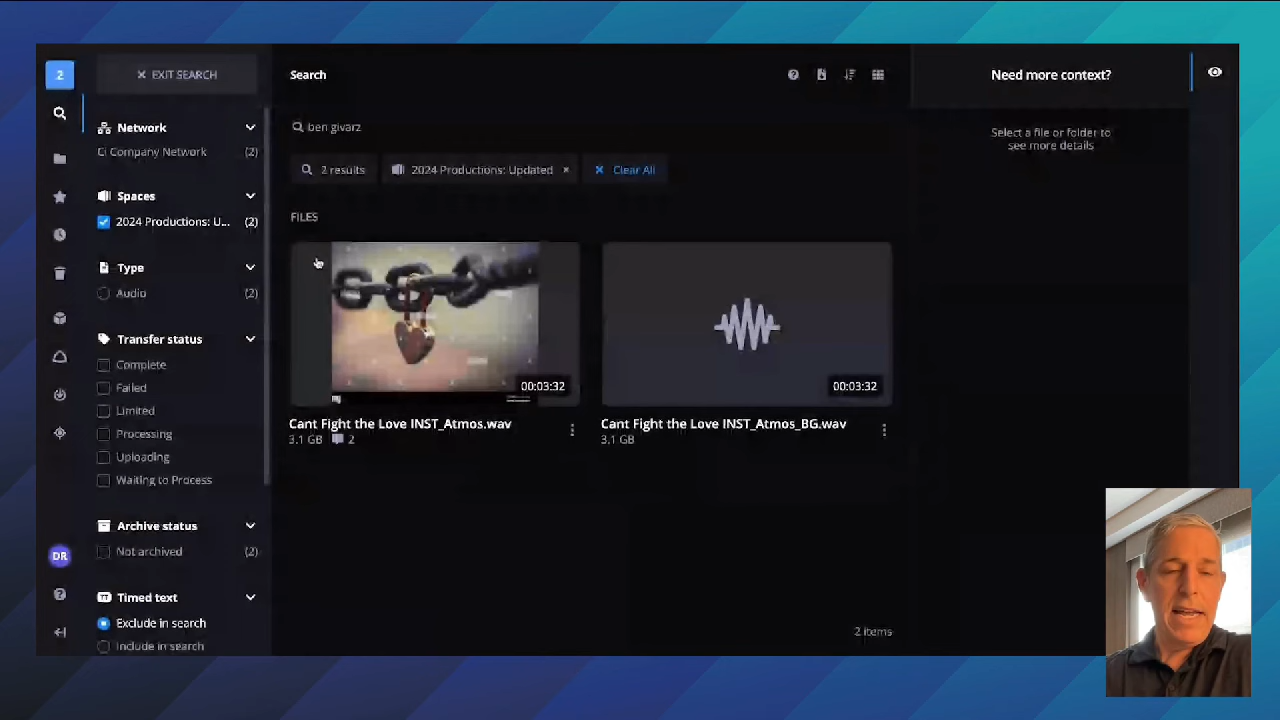 2
EXIT SEARCH
Network
Ci Company Network (2)
Spaces
2024 Productions: U... (2)
Type
Audio (2)
Transfer status
Complete
Failed
Limited
Processing
Uploading
Waiting to Process
Archive status
Not archived (2)
Timed text
Exclude in search
Include in search
DR
Search
ben givarz
2 results
2024 Productions: Updated ×
Clear All
FILES
00:03:32
Cant Fight the Love INST_Atmos.wav
3.1 GB 2
00:03:32
Cant Fight the Love INST_Atmos_BG.wav
3.1 GB
2 items
Need more context?
Select a file or folder to
see more details